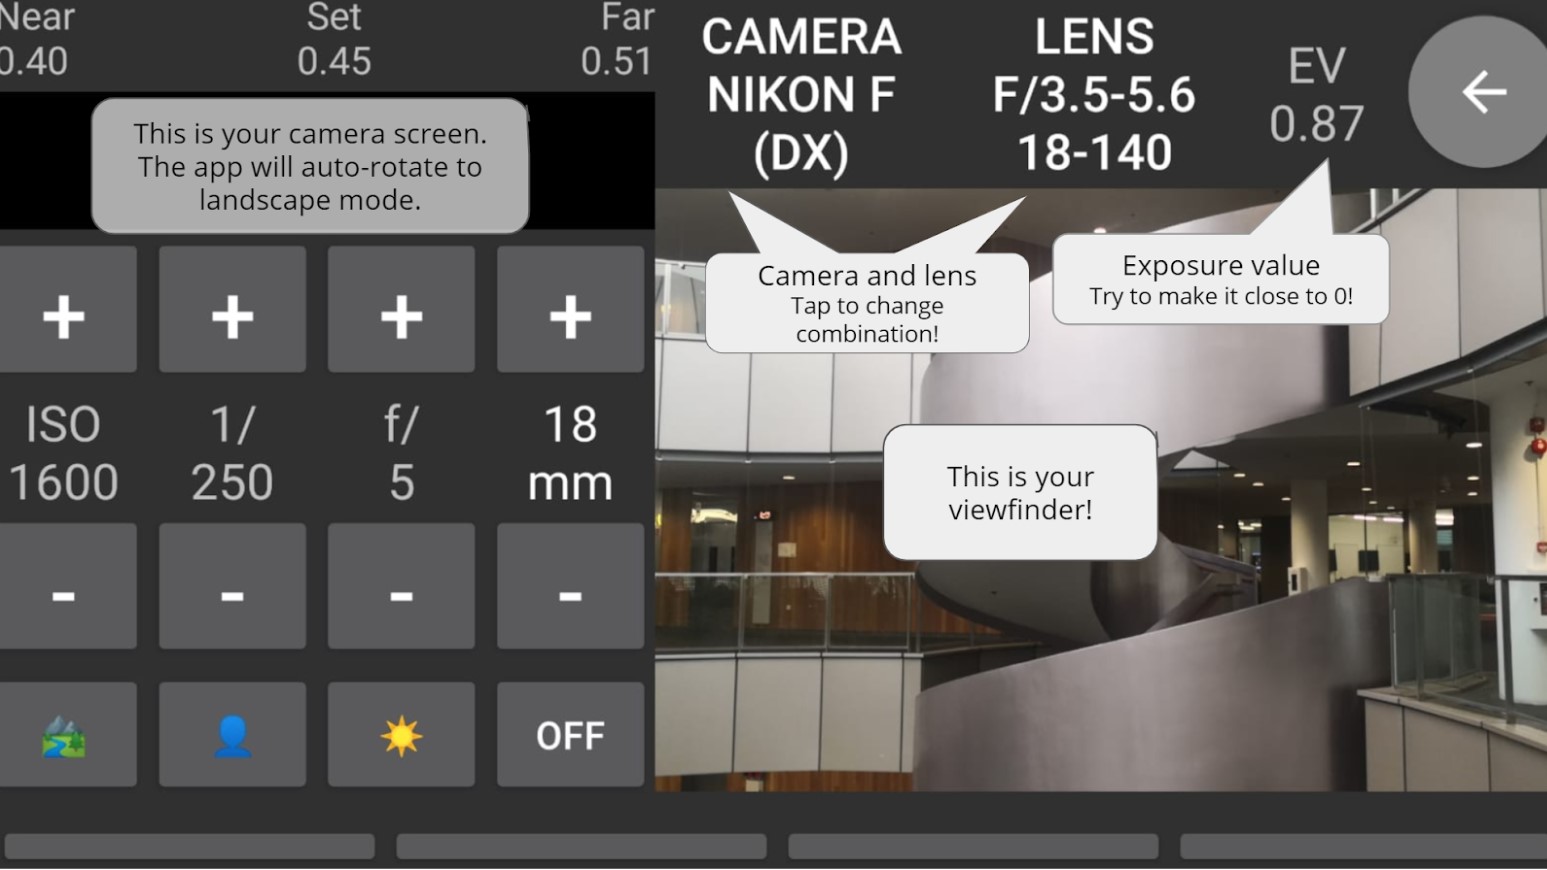 Near
Set
Far
0.40
0.45
0.51
This is your camera screen.
The app will auto-rotate to
landscape mode.
+
+
+
+
ISO
1600
1/
250
f/
5
18
mm
-
-
-
-
OFF
CAMERA
NIKON F
(DX)
LENS
F/3.5-5.6
18-140
EV
0.87
Camera and lens
Tap to change
combination!
Exposure value
Try to make it close to 0!
This is your
viewfinder!